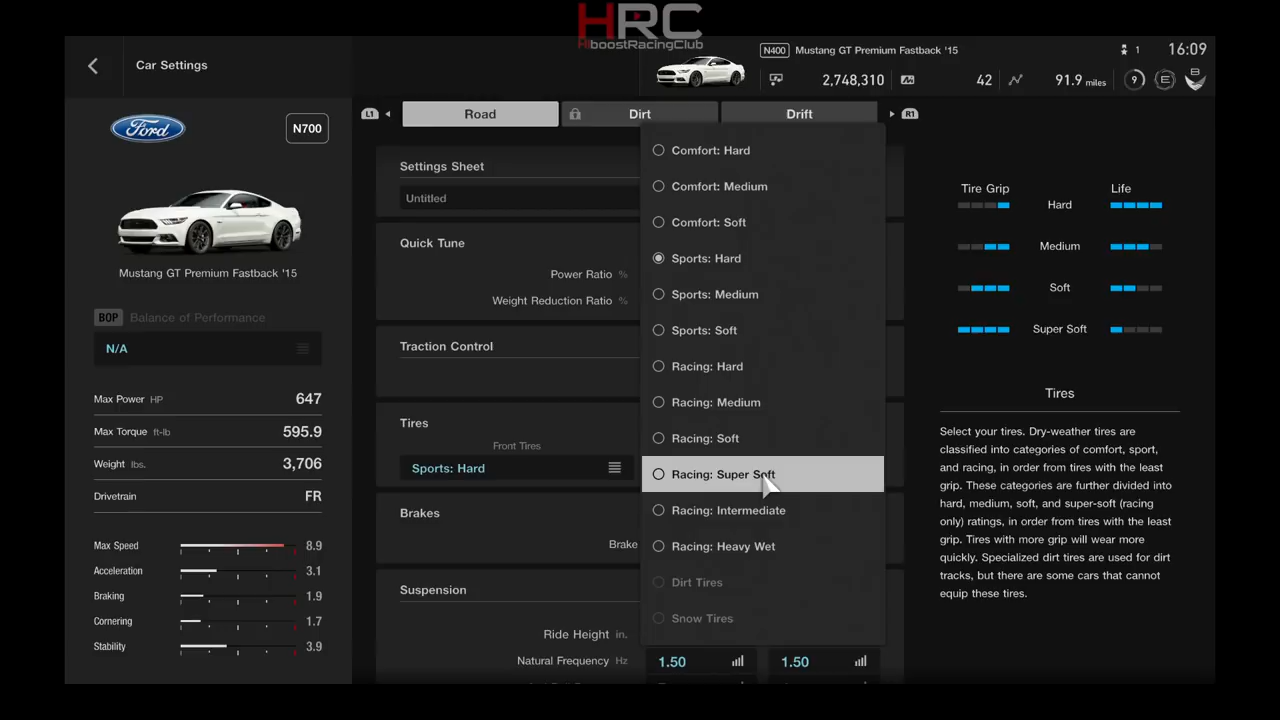 HRC
HiboostRacingClub
Car Settings
N400 Mustang GT Premium Fastback '15
1
16:09
2,748,310
42
91.9 miles
9
E
B
Ford
N700
L1
Road
Dirt
Drift
R1
Mustang GT Premium Fastback '15
BOP Balance of Performance
N/A
Max Power HP 647
Max Torque ft-lb 595.9
Weight lbs. 3,706
Drivetrain FR
Max Speed 8.9
Acceleration 3.1
Braking 1.9
Cornering 1.7
Stability 3.9
Settings Sheet
Untitled
Quick Tune
Power Ratio %
Weight Reduction Ratio %
Traction Control
Tires
Front Tires
Sports: Hard
Brakes
Brake
Suspension
Ride Height in.
Natural Frequency Hz
1.50
1.50
Comfort: Hard
Comfort: Medium
Comfort: Soft
Sports: Hard
Sports: Medium
Sports: Soft
Racing: Hard
Racing: Medium
Racing: Soft
Racing: Super Soft
Racing: Intermediate
Racing: Heavy Wet
Dirt Tires
Snow Tires
Tire Grip
Life
Hard
Medium
Soft
Super Soft
Tires
Select your tires. Dry-weather tires are
classified into categories of comfort, sport,
and racing, in order from tires with the least
grip. These categories are further divided into
hard, medium, soft, and super-soft (racing
only) ratings, in order from tires with the least
grip. Tires with more grip will wear more
quickly. Specialized dirt tires are used for dirt
tracks, but there are some cars that cannot
equip these tires.